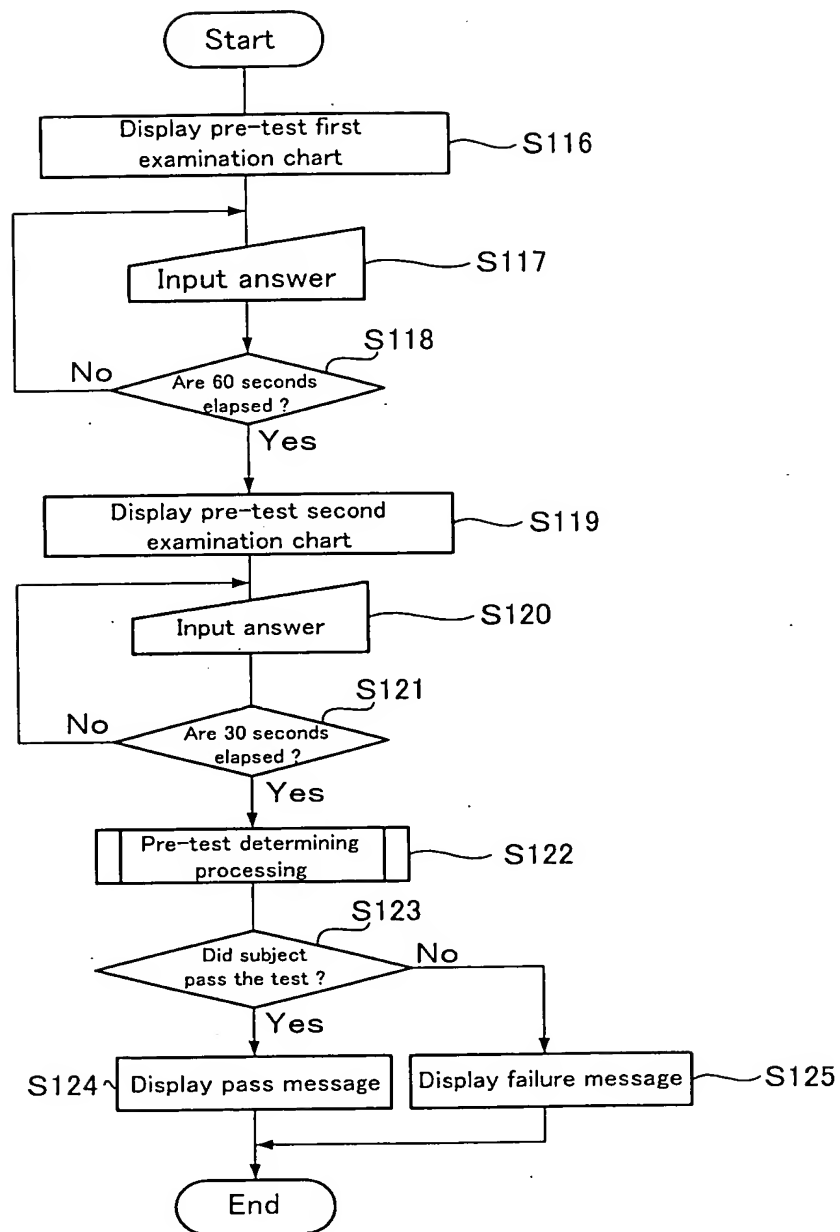 Start
Display pre-test first
examination chart
S116
Input answer
S117
S118
No
Are 60 seconds
elapsed ?
Yes
Display pre-test second
examination chart
S119
Input answer
S120
S121
No
Are 30 seconds
elapsed ?
Yes
Pre-test determining
processing
S122
S123
Did subject
pass the test ?
No
Yes
S124
Display pass message
Display failure message
S125
End